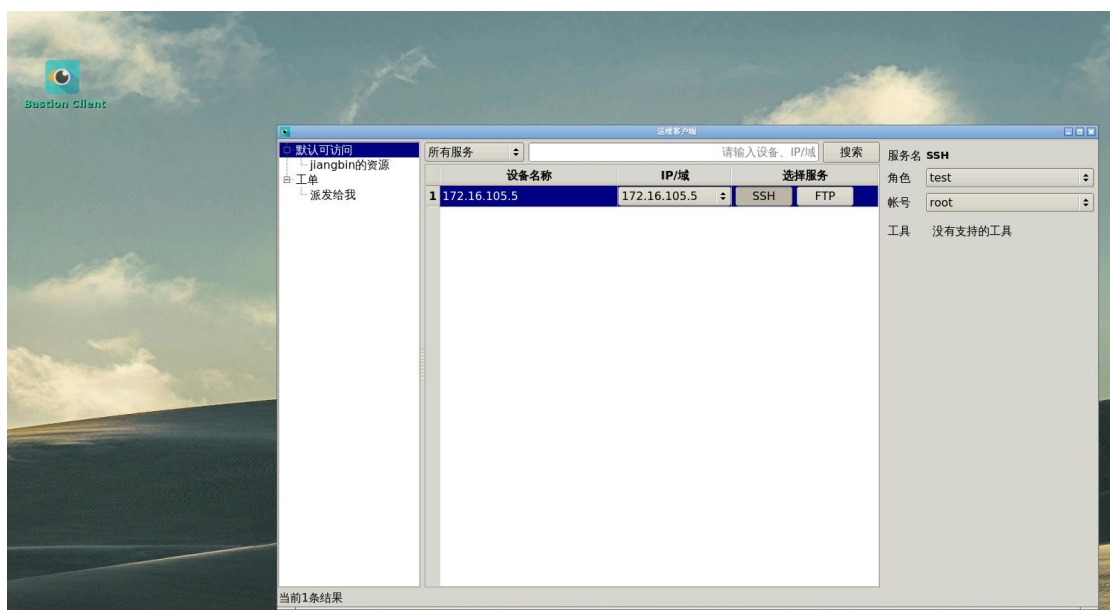 Bastion Client
运维客户端
默认可访问
jiangbin的资源
工单
派发给我
所有服务
请输入设备、IP/域
搜索
设备名称 IP/域 选择服务
1 172.16.105.5 172.16.105.5 SSH FTP
服务名 SSH
角色 test
帐号 root
工具 没有支持的工具
当前1条结果